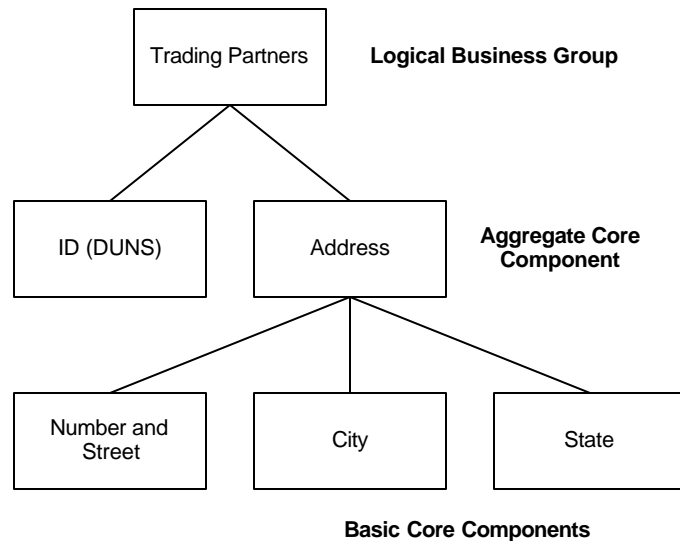 Trading Partners
Logical Business Group
ID (DUNS)
Address
Aggregate Core
Component
Number and
Street
City
State
Basic Core Components